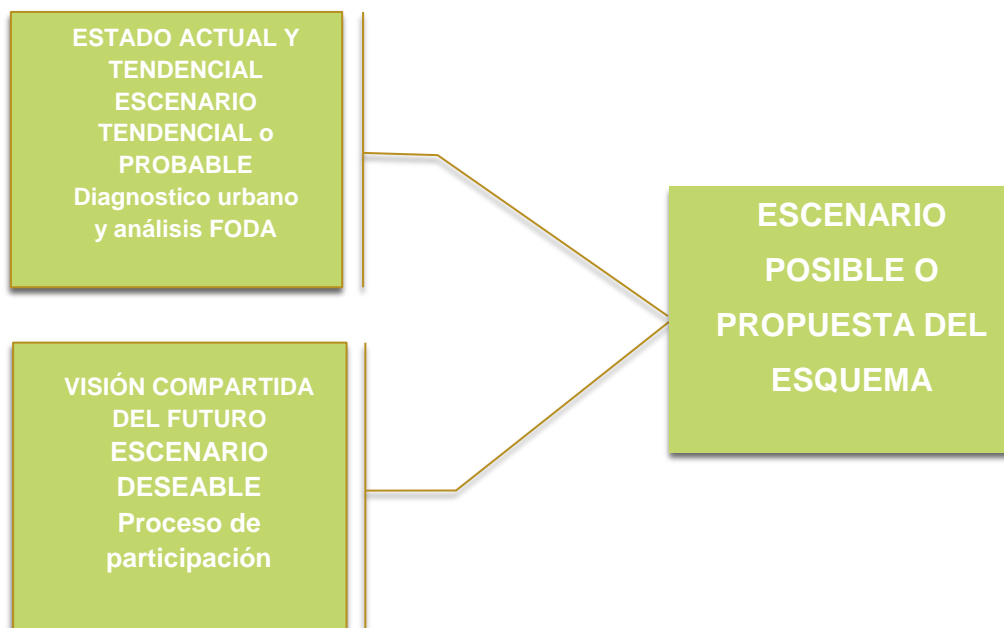 ESTADO ACTUAL Y
TENDENCIAL
ESCENARIO
TENDENCIAL o
PROBABLE
Diagnostico urbano
y análisis FODA
VISIÓN COMPARTIDA
DEL FUTURO
ESCENARIO
DESEABLE
Proceso de
participación
ESCENARIO
POSIBLE O
PROPUESTA DEL
ESQUEMA